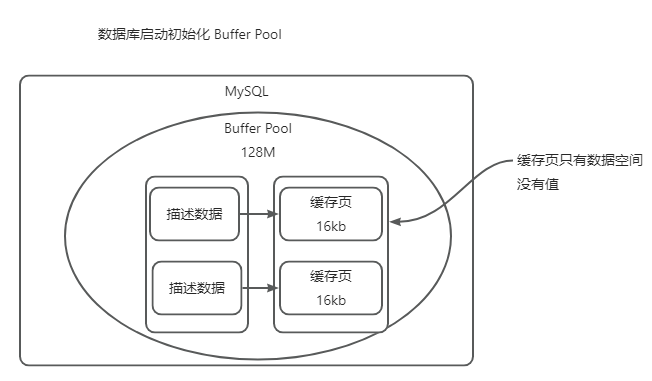 数据库启动初始化 Buffer Pool
MySQL
Buffer Pool
128M
描述数据
缓存页
16kb
描述数据
缓存页
16kb
缓存页只有数据空间
没有值